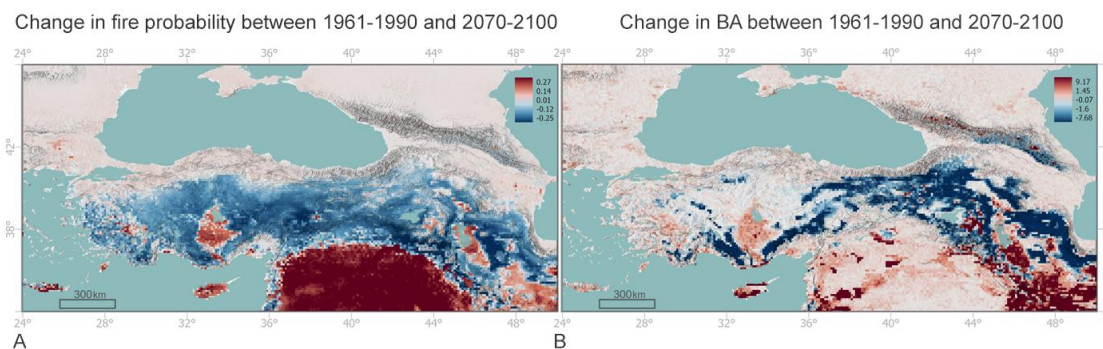 Change in fire probability between 1961-1990 and 2070-2100
Change in BA between 1961-1990 and 2070-2100
24° 28° 32° 36° 40° 44° 48° 24° 28° 32° 36° 40° 44° 48°
0.27
0.14
0.01
-0.12
-0.25
9.17
1.45
-0.07
-1.6
-7.68
42°
38°
300km
300km
24° 28° 32° 36° 40° 44° 48° 24° 28° 32° 36° 40° 44° 48°
A
B